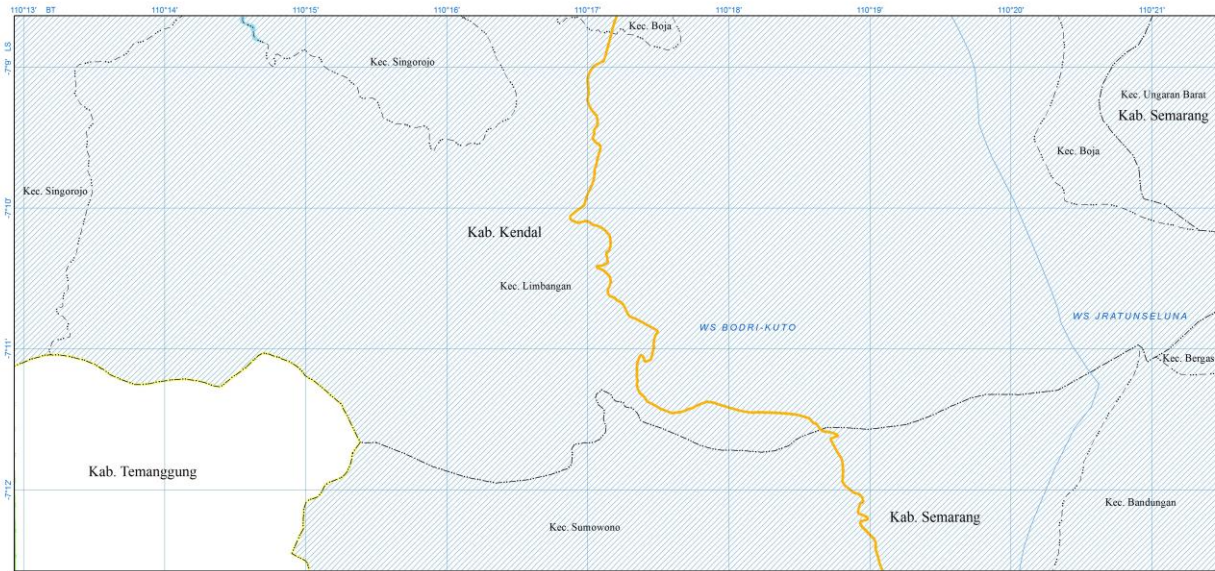 110°13' BT 110°14' 110°15' 110°16' 110°17' 110°18' 110°19' 110°20' 110°21'
LS
-7°9'
Kec. Boja
Kec. Singorojo
Kec. Ungaran Barat
Kab. Semarang
Kec. Boja
Kec. Singorojo
-7°10'
Kab. Kendal
Kec. Limbangan
WS JRATUNSELUNA
WS BODRI-KUTO
-7°11'
Kec. Bergas
Kab. Temanggung
-7°12'
Kec. Bandungan
Kab. Semarang
Kec. Sumowono